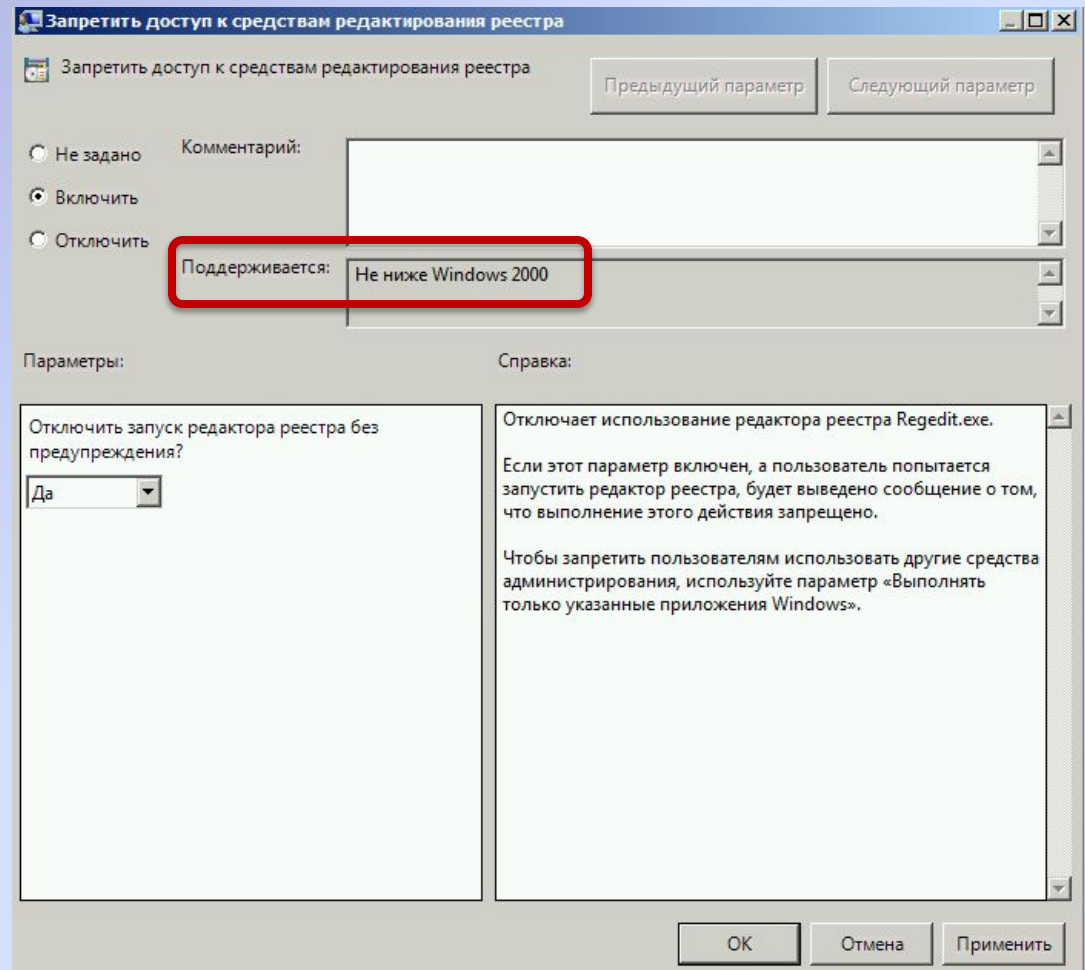 Запретить доступ к средствам редактирования реестра
Запретить доступ к средствам редактирования реестра
Предыдущий параметр
Следующий параметр
Не задано
Включить
Отключить
Комментарий:
Поддерживается:
Не ниже Windows 2000
Параметры:
Справка:
Отключить запуск редактора реестра без
предупреждения?
Да
Отключает использование редактора реестра Regedit.exe.
Если этот параметр включен, а пользователь попытается
запустить редактор реестра, будет выведено сообщение о том,
что выполнение этого действия запрещено.
Чтобы запретить пользователям использовать другие средства
администрирования, используйте параметр «Выполнять
только указанные приложения Windows».
ОК
Отмена
Применить